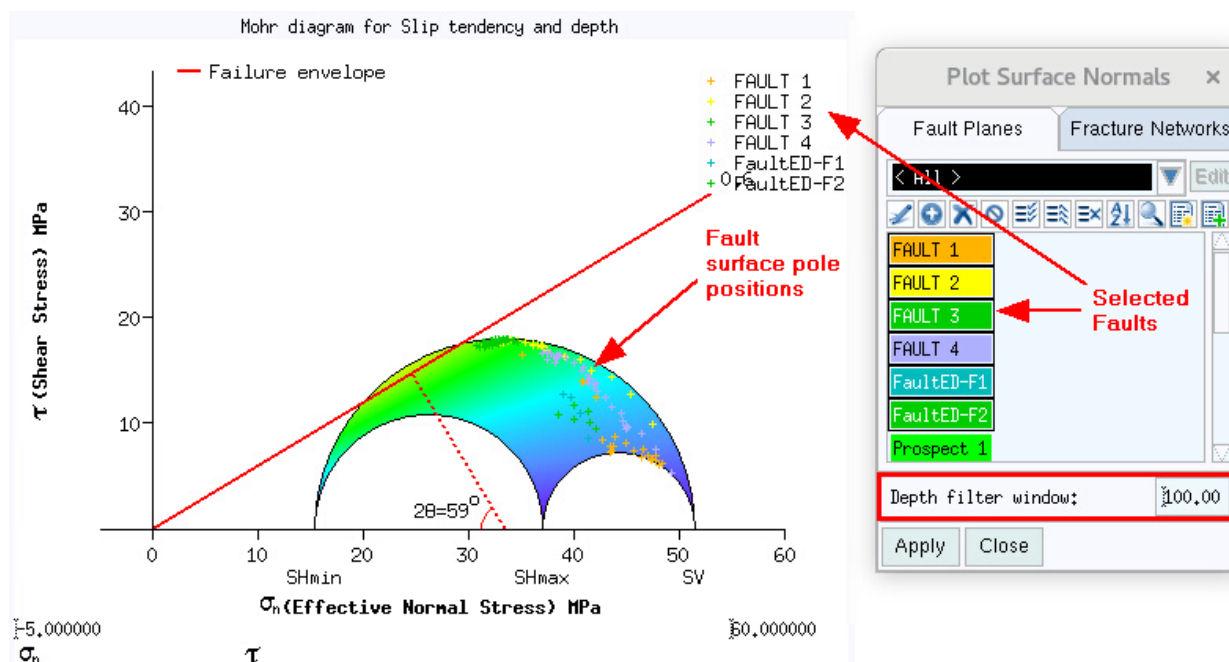 Mohr diagram for Slip tendency and depth
Failure envelope
FAULT 1
FAULT 2
FAULT 3
FAULT 4
FaultED-F1
FaultED-F2
0.6
40
30
20
10
τ(Shear Stress) MPa
Fault
surface pole
positions
2θ=59°
0
10
20
30
40
50
60
SHmin
SHmax
SV
σn(Effective Normal Stress) MPa
-5.000000
60.000000
σn
τ
Plot Surface Normals ×
Fault Planes
Fracture Networks
< All >
Edit
FAULT 1
FAULT 2
FAULT 3
FAULT 4
FaultED-F1
FaultED-F2
Prospect 1
Selected
Faults
Depth filter window:
100.00
Apply
Close